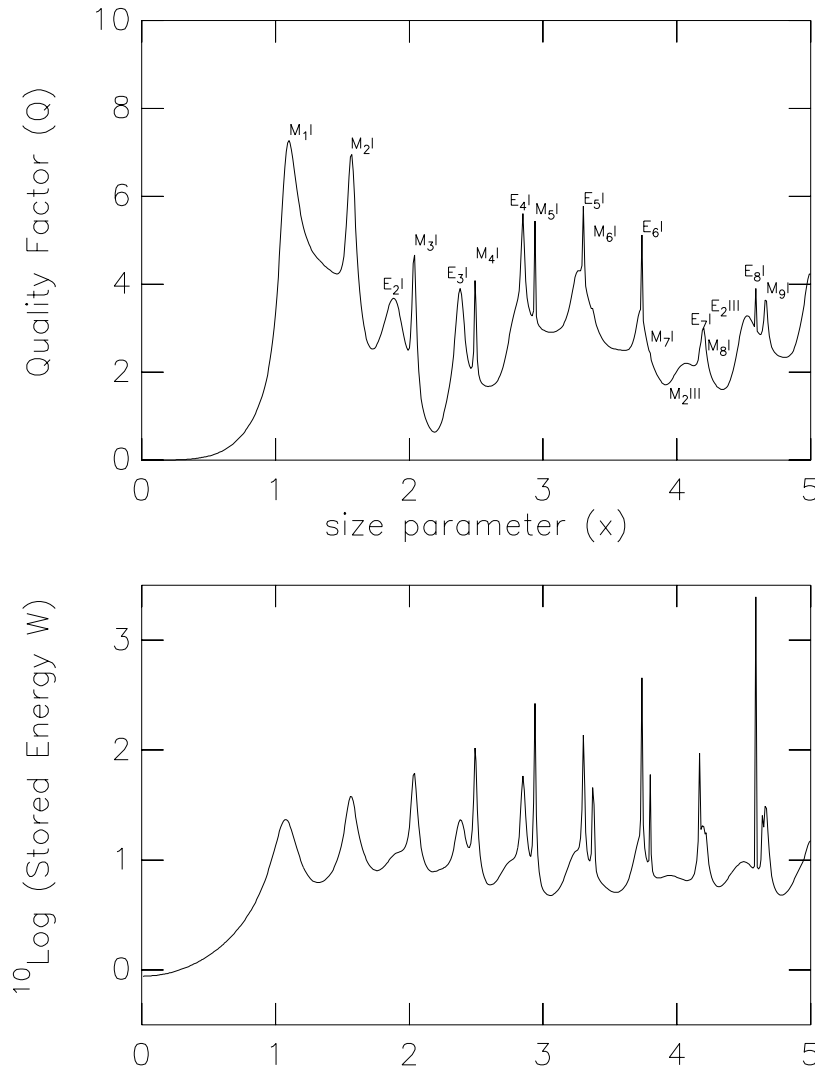 10
8
6
4
2
0
Quality Factor (Q)
M₁I
M₂I
E₂I
M₃I
E₃I
M₄I
E₄I
M₅I
E₅I
M₆I
E₆I
M₇I
M₂III
E₇I
M₈I
E₂III
E₈I
M₉I
0 1 2 3 4 5
size parameter (x)
3
2
1
0
¹⁰Log (Stored Energy W)
0 1 2 3 4 5